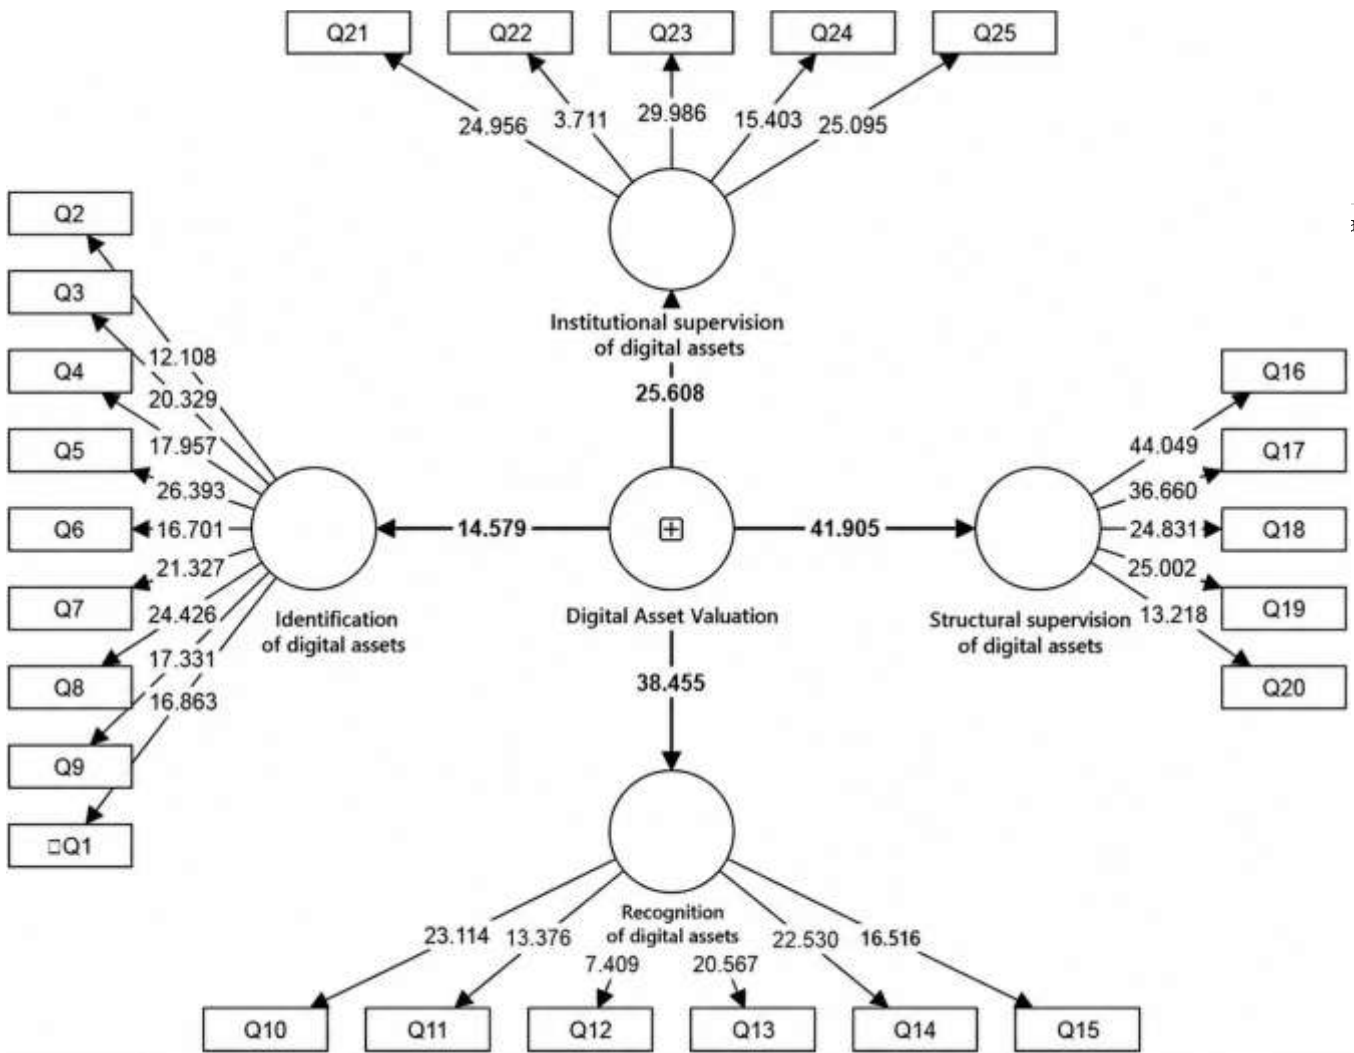 Q21 Q22 Q23 Q24 Q25
24.956 3.711 29.986 15.403 25.095
Institutional supervision
of digital assets
25.608
Q2
Q3
Q4
Q5
Q6
Q7
Q8
Q9
□Q1
12.108
20.329
17.957
26.393
16.701
21.327
24.426
17.331
16.863
Identification
of digital assets
14.579
Digital Asset Valuation
41.905
Structural supervision
of digital assets
44.049
36.660
24.831
25.002
13.218
Q16
Q17
Q18
Q19
Q20
38.455
Recognition
of digital assets
23.114 13.376 7.409 20.567 22.530 16.516
Q10 Q11 Q12 Q13 Q14 Q15